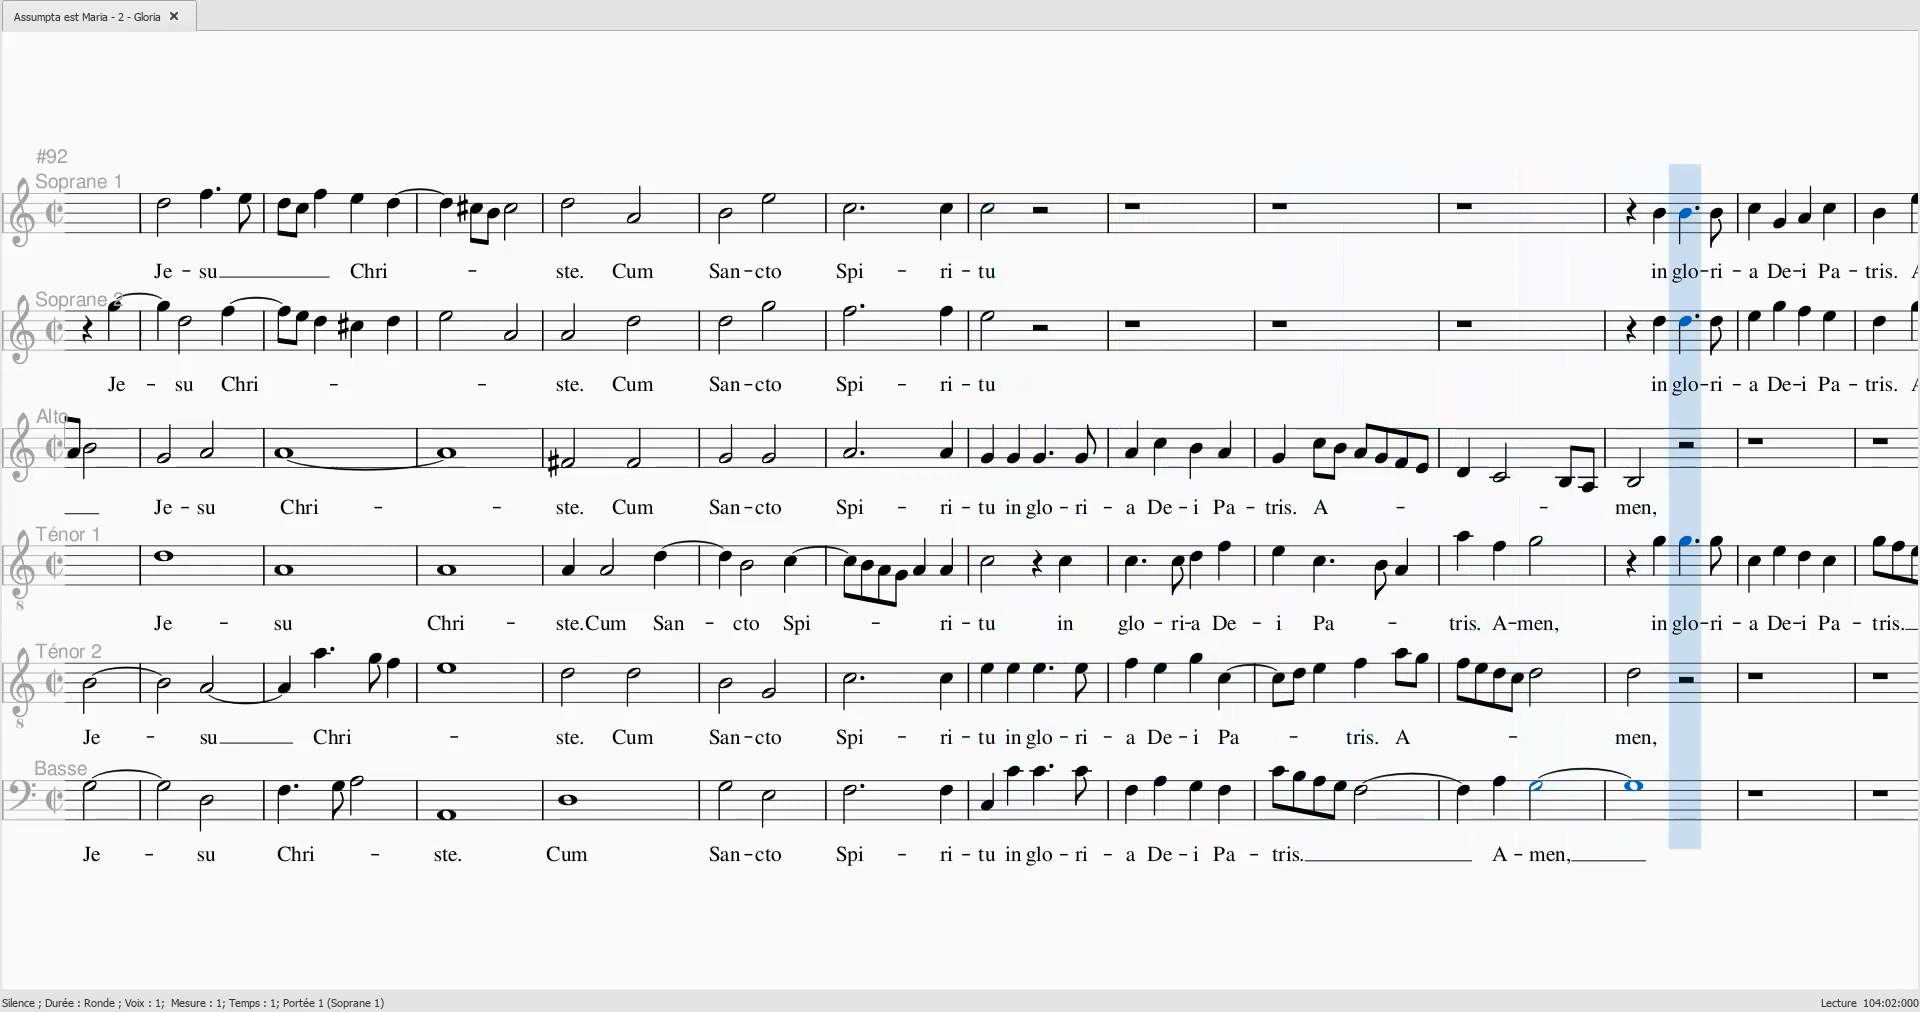 Assumpta est Maria - 2 - Gloria ✕
#92
Soprane 1
Je - su Chri - ste. Cum San - cto Spi - ri - tu in glo - ri - a De - i Pa - tris. A
Soprane 2
Je - su Chri - - ste. Cum San - cto Spi - ri - tu in glo - ri - a De - i Pa - tris. A
Alto
Je - su Chri - - ste. Cum San - cto Spi - ri - tu in glo - ri - a De - i Pa - tris. A - - men,
Ténor 1
8
Je - su Chri - ste. Cum San - cto Spi - ri - tu in glo - ri - a De - i Pa - tris. A - men, in glo - ri - a De - i Pa - tris.
Ténor 2
8
Je - su Chri - ste. Cum San - cto Spi - ri - tu in glo - ri - a De - i Pa - tris. A - men,
Basse
Je - su Chri - ste. Cum San - cto Spi - ri - tu in glo - ri - a De - i Pa - tris. A - men,
Silence ; Durée : Ronde ; Voix : 1; Mesure : 1; Temps : 1; Portée 1 (Soprane 1) Lecture 104:02:000